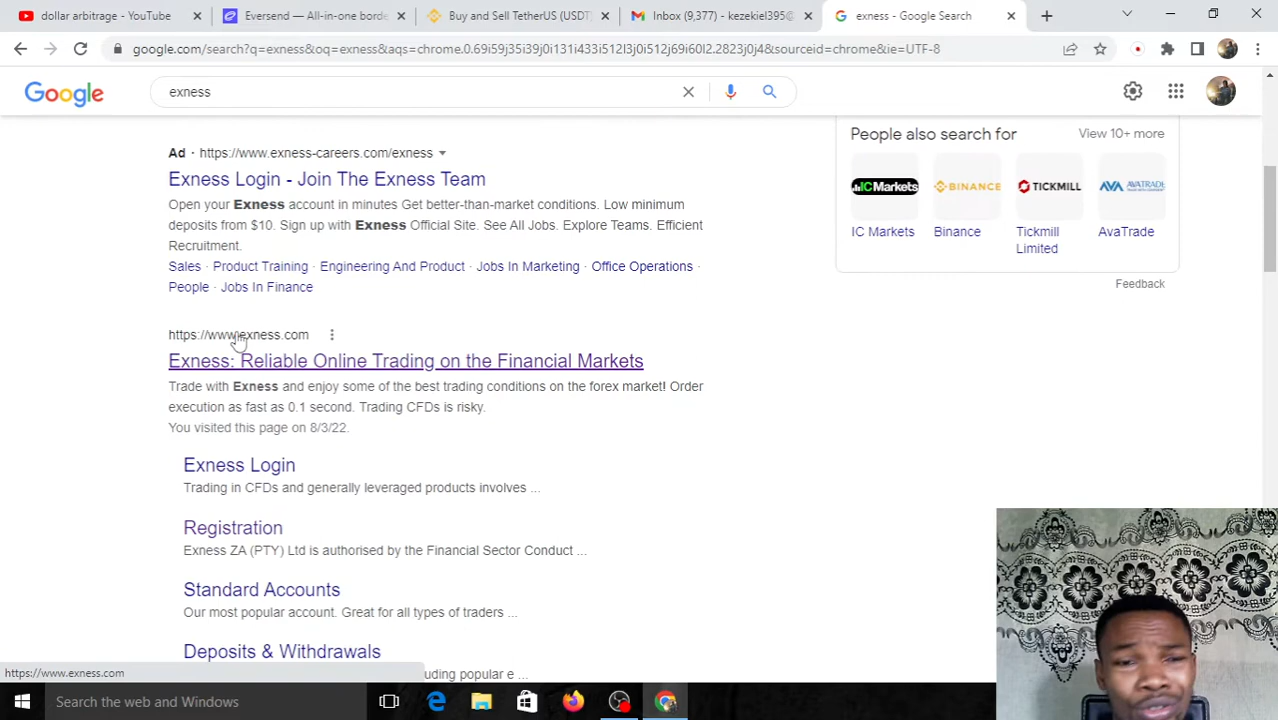 dollar arbitrage - YouTube
Eversend — All-in-one borde
Buy and Sell TetherUS (USDT)
Inbox (9,377) - kezekiel395@
exness - Google Search
google.com/search?q=exness&oq=exness&aqs=chrome.0.69i59j35i39j0i131i433i512l3j0i512j69i60l2.2823j0j4&sourceid=chrome&ie=UTF-8
Google
exness
Ad · https://www.exness-careers.com/exness
Exness Login - Join The Exness Team
Open your Exness account in minutes Get better-than-market conditions. Low minimum
deposits from $10. Sign up with Exness Official Site. See All Jobs. Explore Teams. Efficient
Recruitment.
Sales · Product Training · Engineering And Product · Jobs In Marketing · Office Operations ·
People · Jobs In Finance
https://www.exness.com
Exness: Reliable Online Trading on the Financial Markets
Trade with Exness and enjoy some of the best trading conditions on the forex market! Order
execution as fast as 0.1 second. Trading CFDs is risky.
You visited this page on 8/3/22.
Exness Login
Trading in CFDs and generally leveraged products involves ...
Registration
Exness ZA (PTY) Ltd is authorised by the Financial Sector Conduct ...
Standard Accounts
Our most popular account. Great for all types of traders ...
Deposits & Withdrawals
uding popular e ...
People also search for
View 10+ more
ICMarkets
BINANCE
TICKMILL
AVA AVATRADE
IC Markets
Binance
Tickmill
Limited
AvaTrade
Feedback
https://www.exness.com
Search the web and Windows